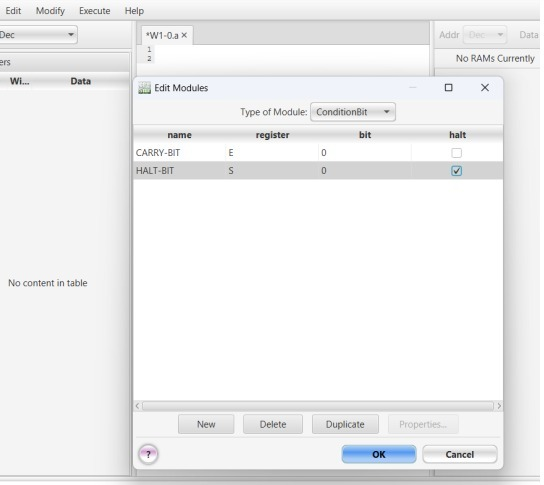 Edit Modify Execute Help
Dec
*W1-0.a ×
Addr Dec Data
ers
1
2
No RAMs Currently
Wi... Data
Edit Modules
Type of Module: ConditionBit
name register bit halt
CARRY-BIT E 0
HALT-BIT S 0
No content in table
New Delete Duplicate Properties...
? OK Cancel